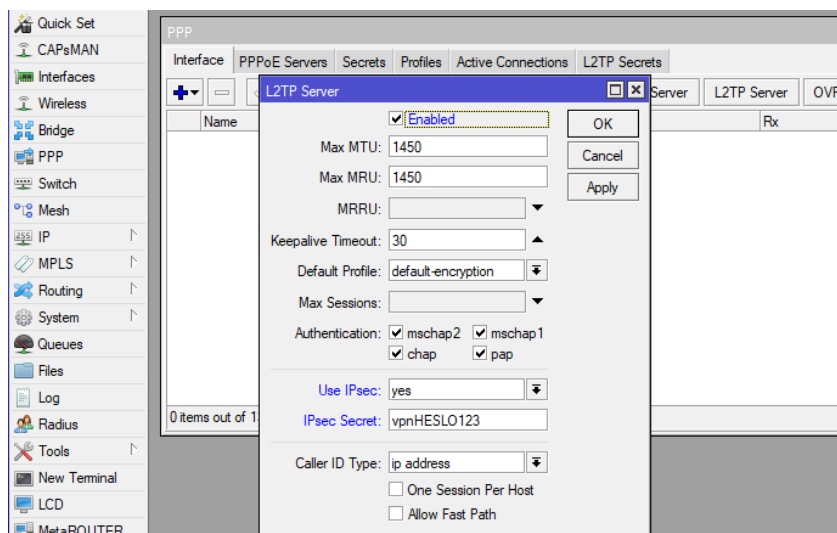 Quick Set
CAPsMAN
Interfaces
Wireless
Bridge
PPP
Switch
Mesh
IP
MPLS
Routing
System
Queues
Files
Log
Radius
Tools
New Terminal
LCD
MetaROUTER
PPP
Interface PPPoE Servers Secrets Profiles Active Connections L2TP Secrets
Server L2TP Server
Name Rx
0 items out of
L2TP Server
Enabled
OK
Max MTU: 1450
Cancel
Max MRU: 1450
Apply
MRRU:
Keepalive Timeout: 30
Default Profile: default-encryption
Max Sessions:
Authentication: mschap2 mschap1
chap pap
Use IPsec: yes
IPsec Secret: vpnHESLO123
Caller ID Type: ip address
One Session Per Host
Allow Fast Path